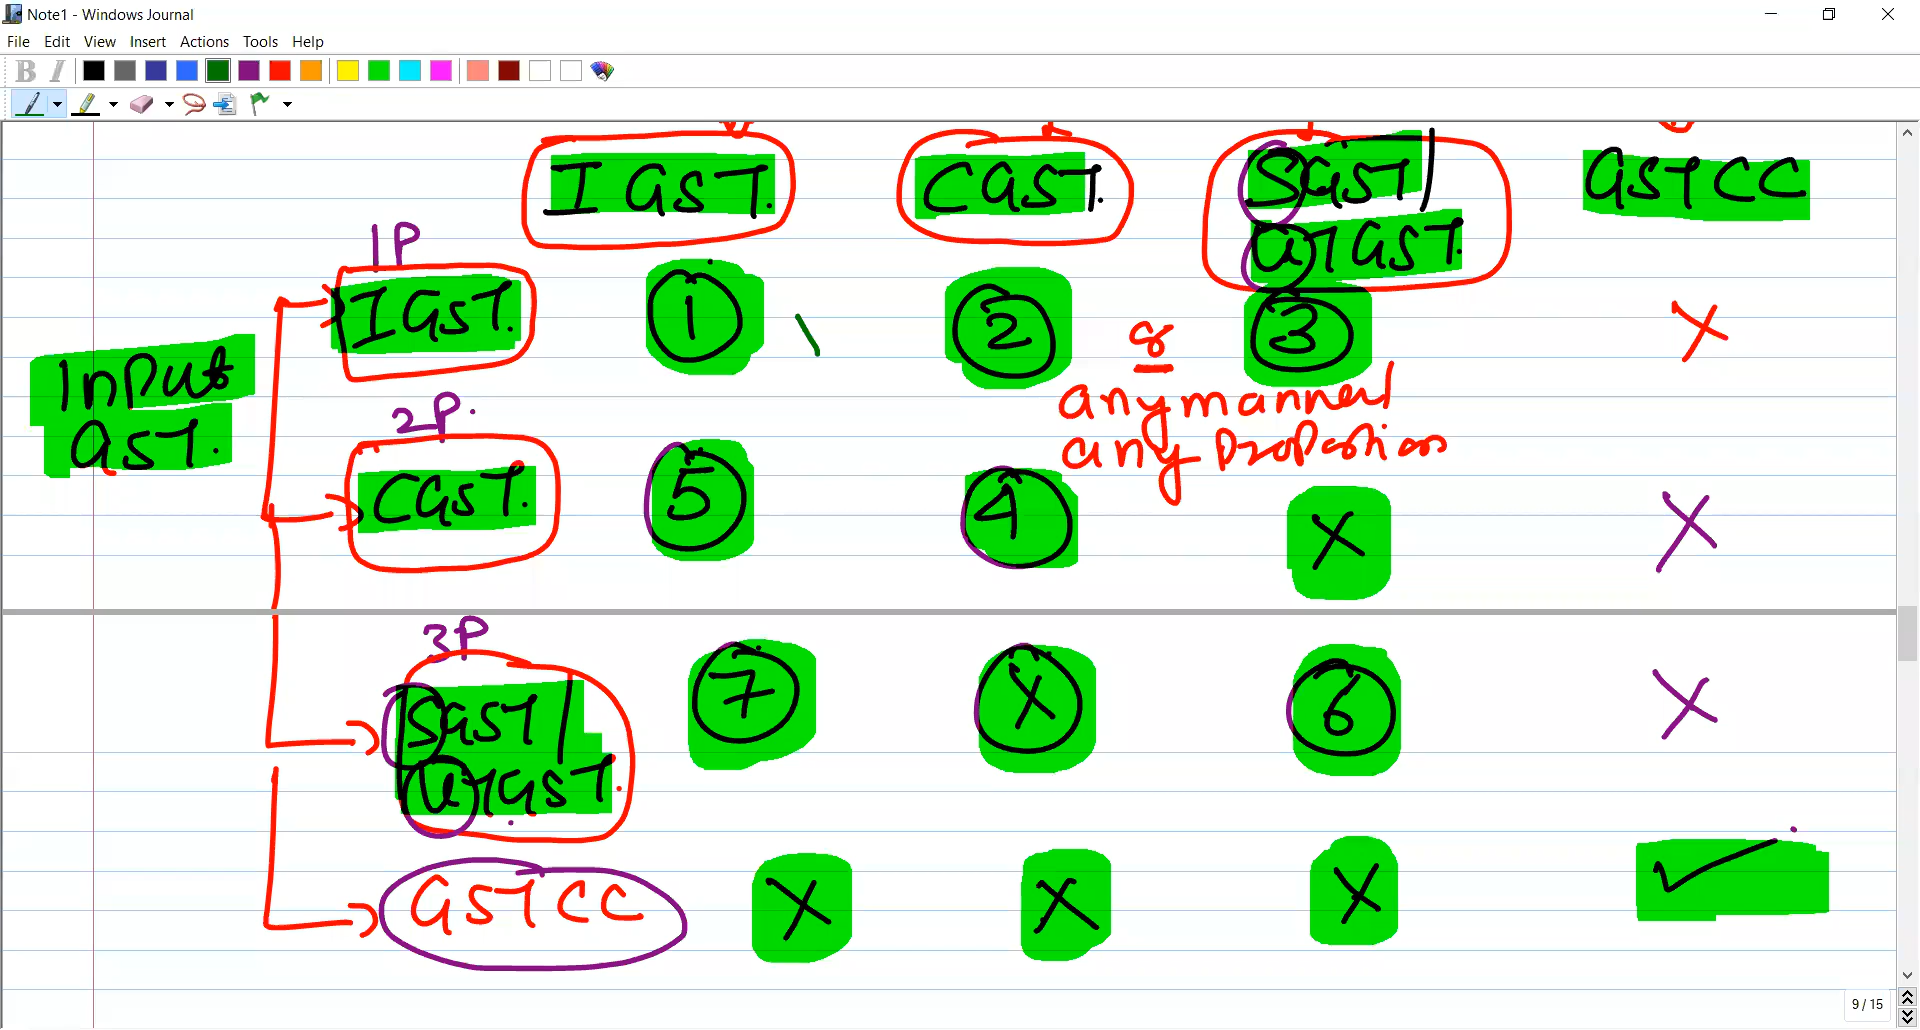 Note1 - Windows Journal
File Edit View Insert Actions Tools Help
B I
IGST. CGST. SGST/ GSTCC
UTGST.
1P
IGST. 1 2 & 3 X
any manner/
any Proportion
InPut
GST.
2P.
CGST. 5 4 X X
3P
SGST/ 7 X 6 X
UTGST.
GSTCC X X X ✓
9 / 15